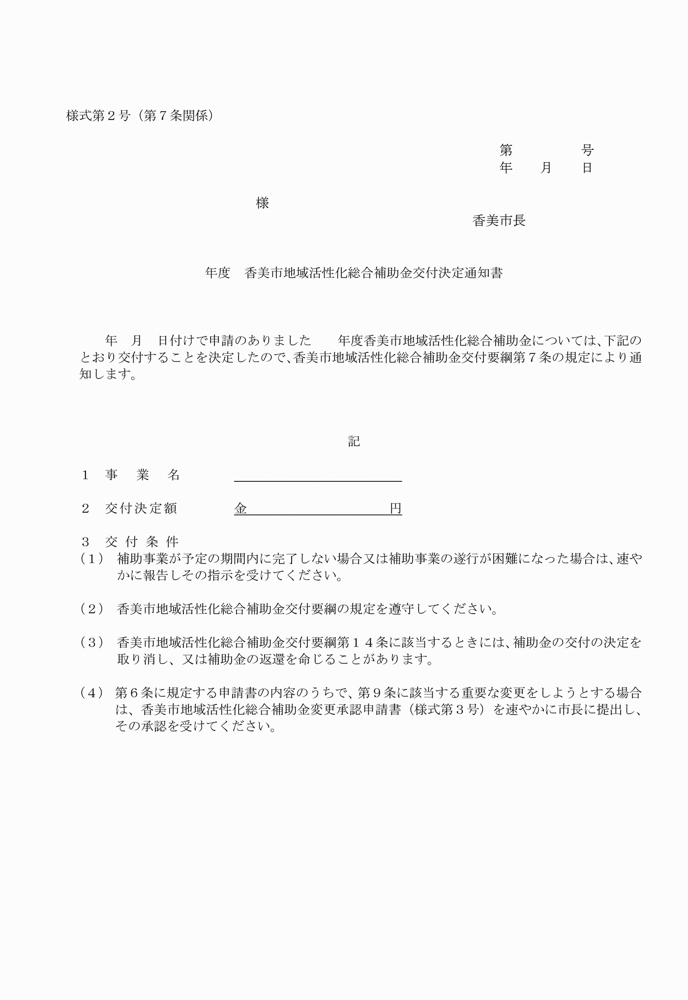 様式第２号（第７条関係）
第　　　　　号
年　　月　　日
様
香美市長
年度　香美市地域活性化総合補助金交付決定通知書
年　月　日付けで申請のありました　　年度香美市地域活性化総合補助金については、下記の
とおり交付することを決定したので、香美市地域活性化総合補助金交付要綱第７条の規定により通
知します。
記
１　事　業　名
２　交付決定額　　　　金　　　　　　　　　　　円
３　交 付 条 件
（１）　補助事業が予定の期間内に完了しない場合又は補助事業の遂行が困難になった場合は、速や
かに報告しその指示を受けてください。
（２）　香美市地域活性化総合補助金交付要綱の規定を遵守してください。
（３）　香美市地域活性化総合補助金交付要綱第１４条に該当するときには、補助金の交付の決定を
取り消し、又は補助金の返還を命じることがあります。
（４）　第６条に規定する申請書の内容のうちで、第９条に該当する重要な変更をしようとする場合
は、香美市地域活性化総合補助金変更承認申請書（様式第３号）を速やかに市長に提出し、
その承認を受けてください。